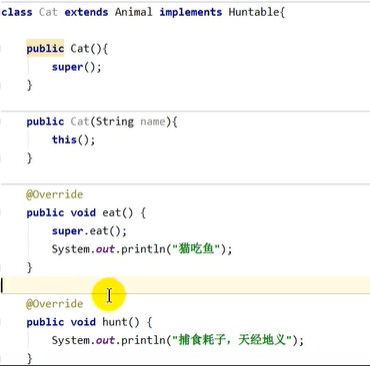 class Cat extends Animal implements Huntable{
public Cat(){
super();
}
public Cat(String name){
this();
}
@Override
public void eat() {
super.eat();
System.out.println("猫吃鱼");
}
@Override
public void hunt() {
System.out.println("捕食耗子，天经地义");
}